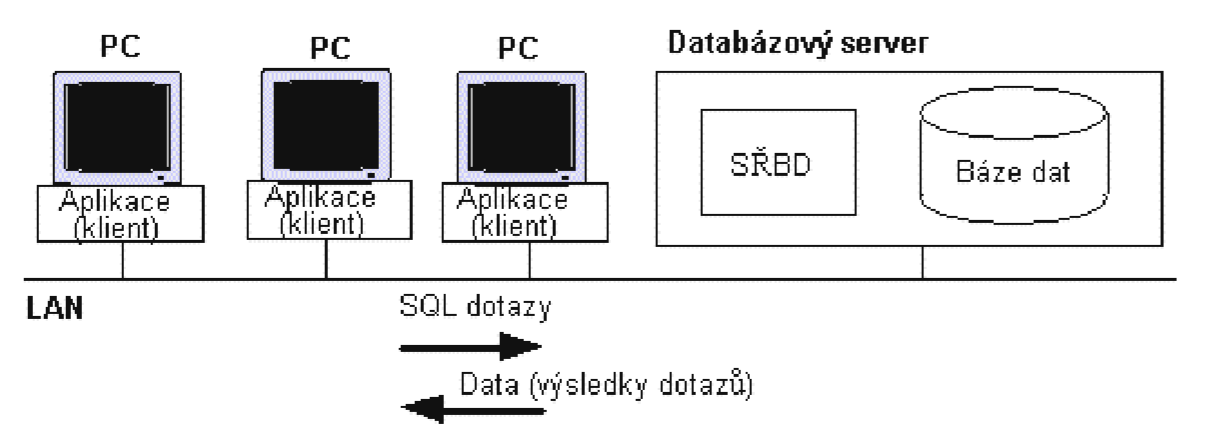 PC
PC
PC
Databázový server
Aplikace
(klient)
Aplikace
(klient)
Aplikace
(klient)
SŘBD
Báze dat
LAN
SQL dotazy
Data (výsledky dotazů)